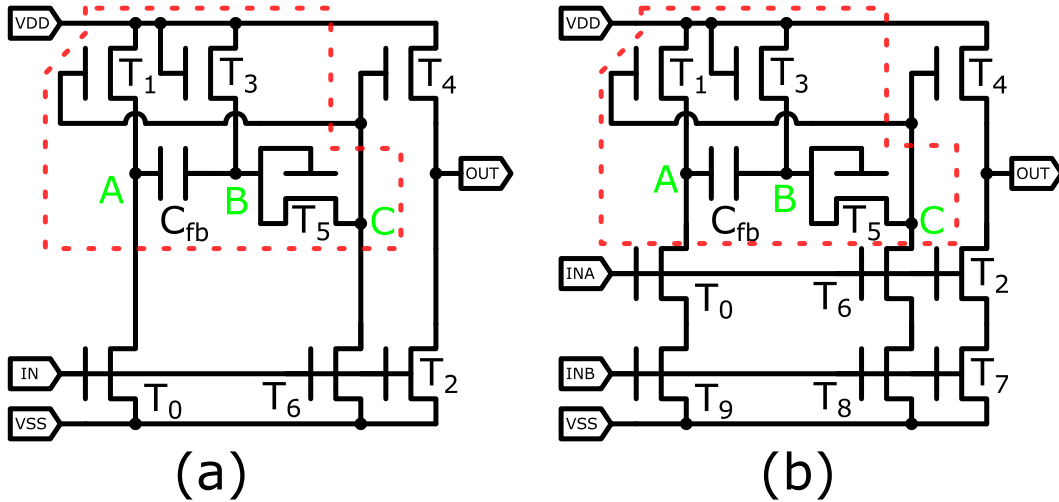 VDD
T1
T3
T4
A
B
C
Cfb
T5
OUT
IN
T0
T6
T2
VSS
(a)
VDD
T1
T3
T4
A
B
C
Cfb
T5
OUT
INA
T0
T6
T2
INB
T9
T8
T7
VSS
(b)